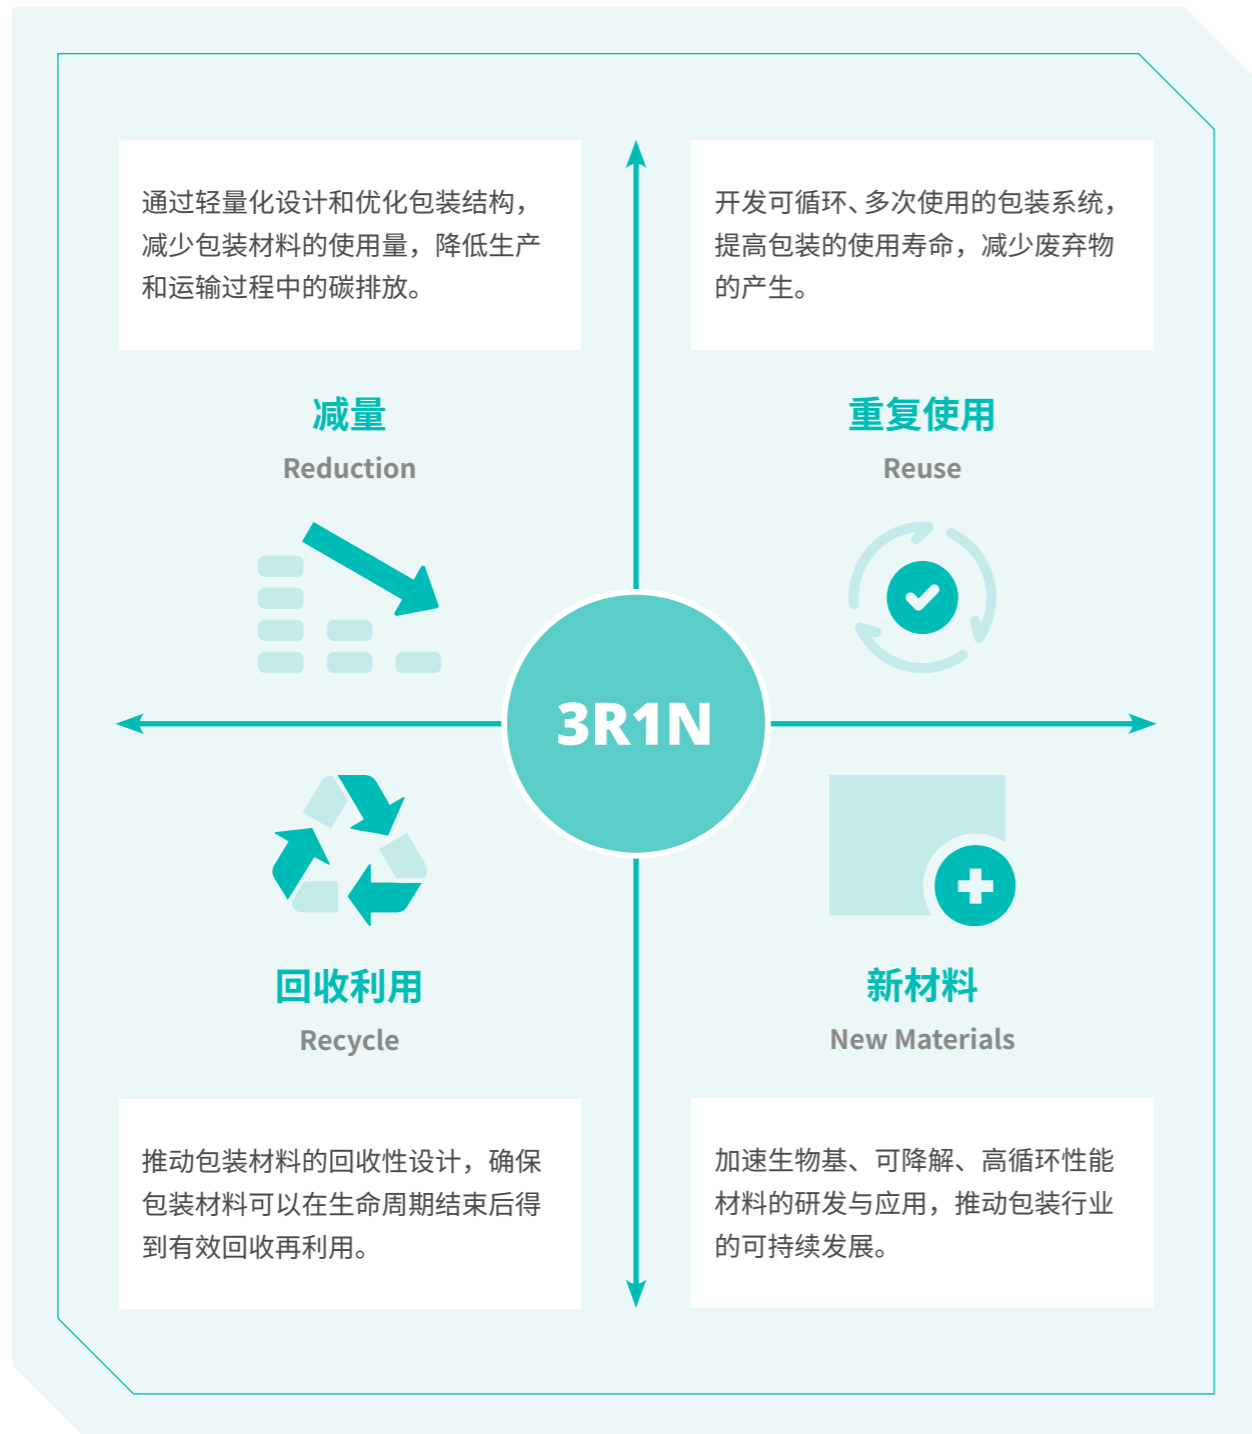 通过轻量化设计和优化包装结构，
减少包装材料的使用量，降低生产
和运输过程中的碳排放。
开发可循环、多次使用的包装系统，
提高包装的使用寿命，减少废弃物
的产生。
减量
Reduction
重复使用
Reuse
3R1N
回收利用
Recycle
新材料
New Materials
推动包装材料的回收性设计，确保
包装材料可以在生命周期结束后得
到有效回收再利用。
加速生物基、可降解、高循环性能
材料的研发与应用，推动包装行业
的可持续发展。